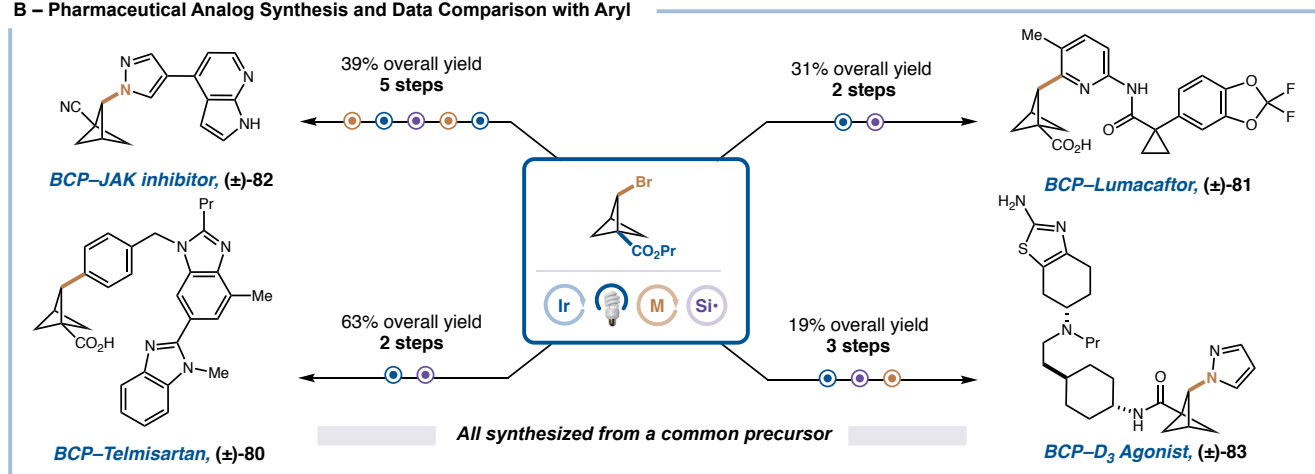 B – Pharmaceutical Analog Synthesis and Data Comparison with Aryl
N
N
N
NH
NC
39% overall yield
5 steps
BCP–JAK inhibitor, (±)-82
31% overall yield
2 steps
Me
N
NH
O
CO₂H
O
O
F
F
BCP–Lumacaftor, (±)-81
Br
CO₂Pr
Ir
M
Si•
Pr
N
N
Me
CO₂H
N
N
Me
63% overall yield
2 steps
BCP–Telmisartan, (±)-80
19% overall yield
3 steps
H₂N
N
S
N
Pr
O
N
H
N
N
BCP–D₃ Agonist, (±)-83
All synthesized from a common precursor